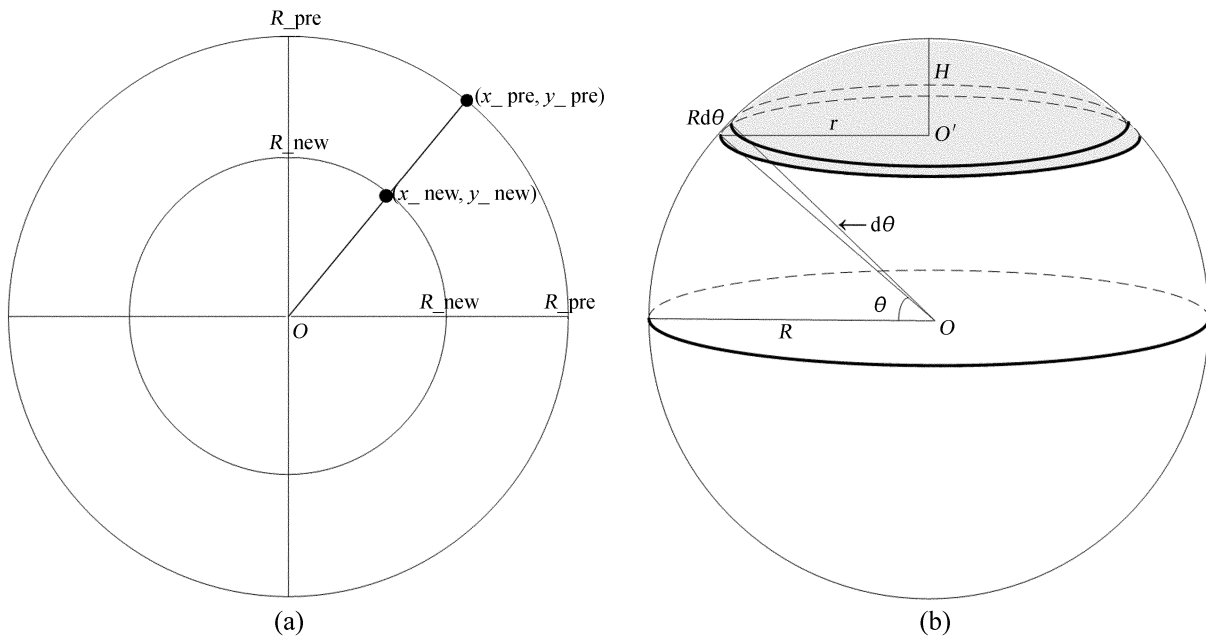 R_pre
(x_ pre, y_ pre)
R_new
(x_ new, y_ new)
R_new
R_pre
O
(a)
H
Rdθ
r
O′
dθ
θ
R
O
(b)